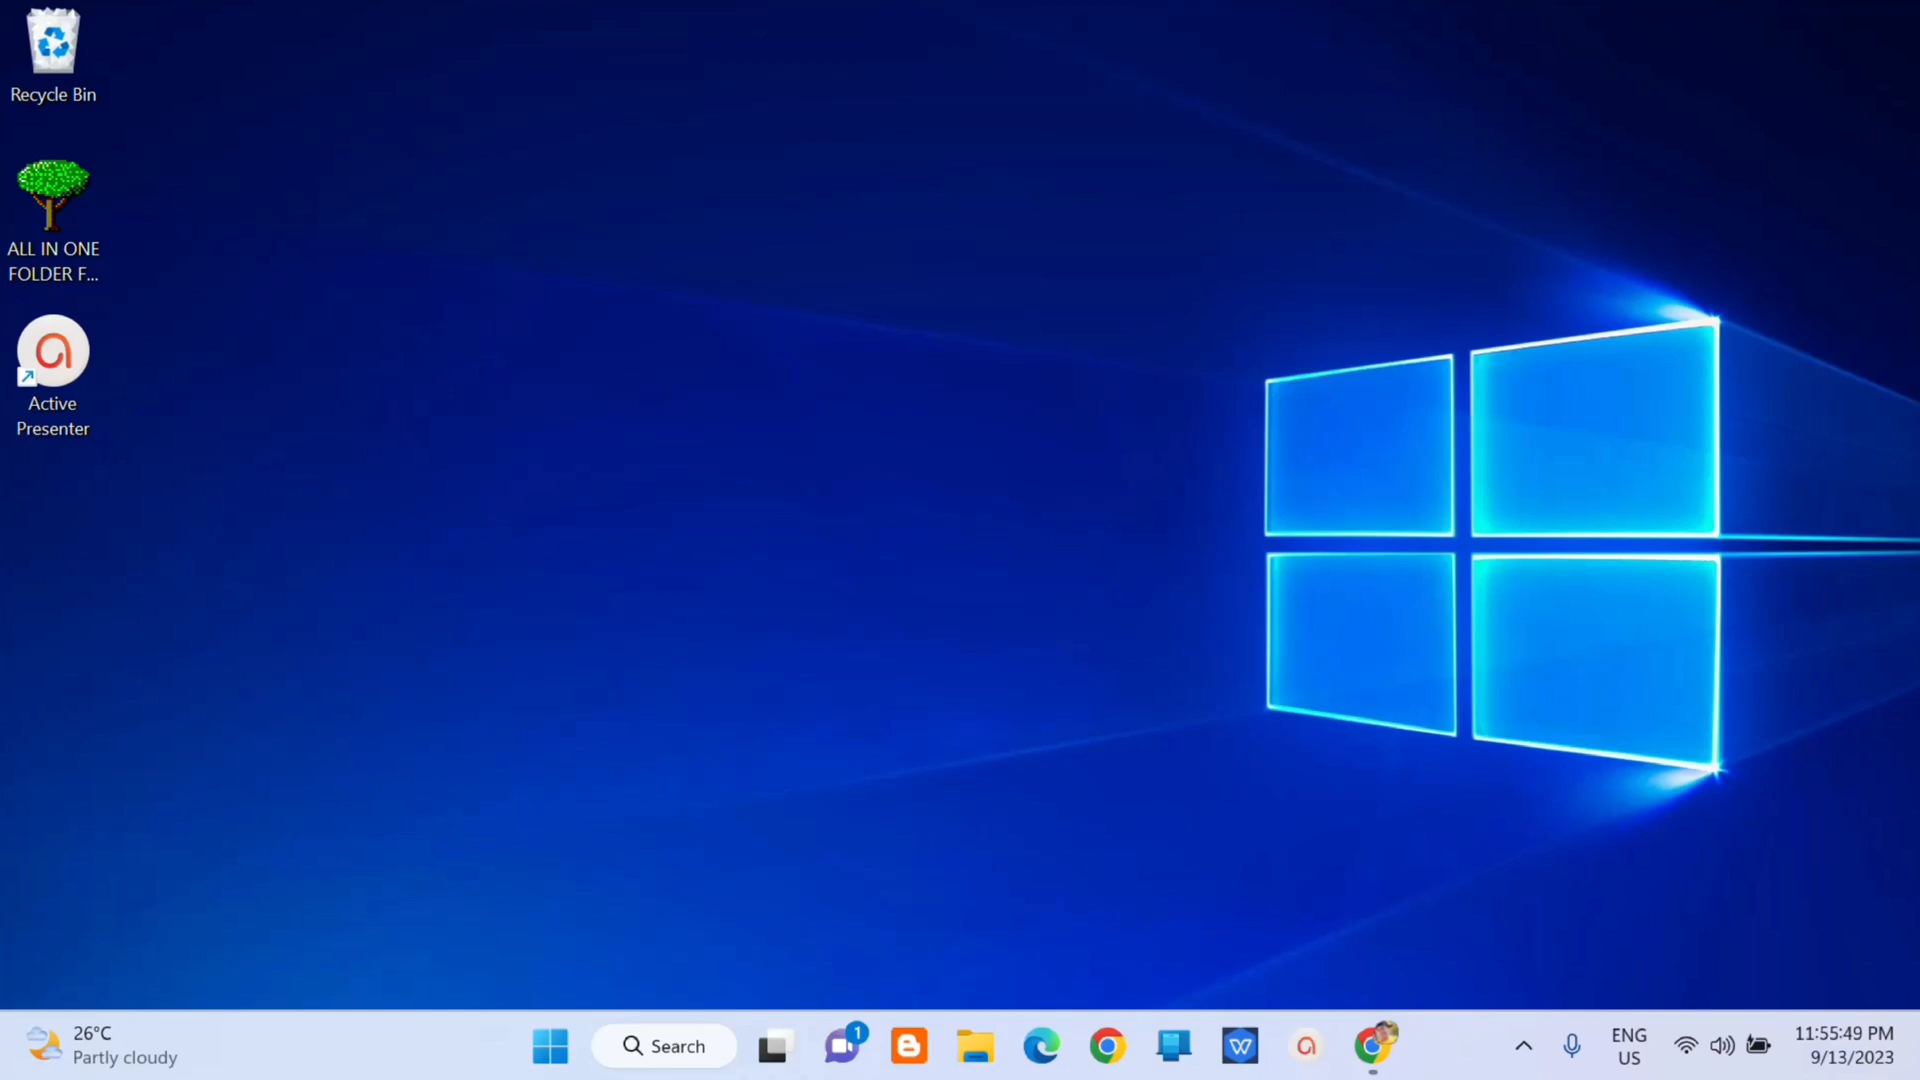 Recycle Bin
ALL IN ONE
FOLDER F...
Active
Presenter
26°C
Partly cloudy
Search
1
ENG
US
11:55:49 PM
9/13/2023